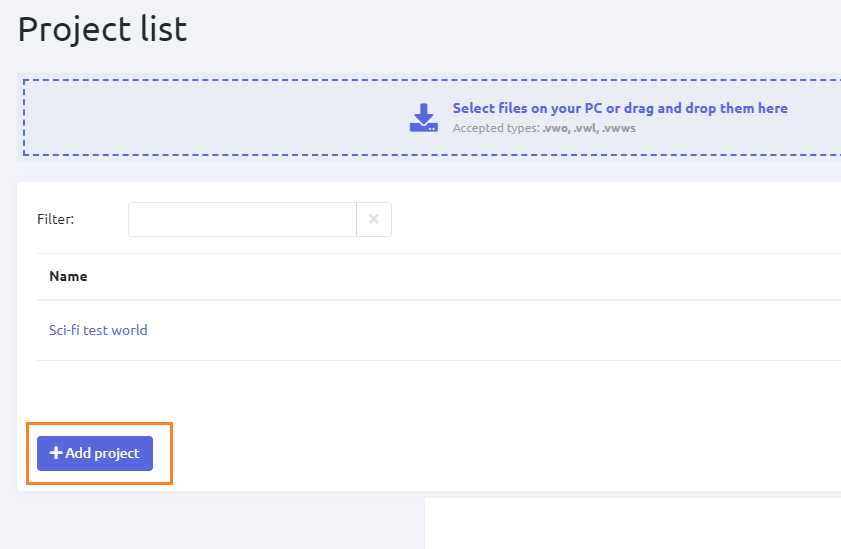 Project list
Select files on your PC or drag and drop them here
Accepted types: .vwo, .vwl, .vwws
Filter:
Name
Sci-fi test world
Add project